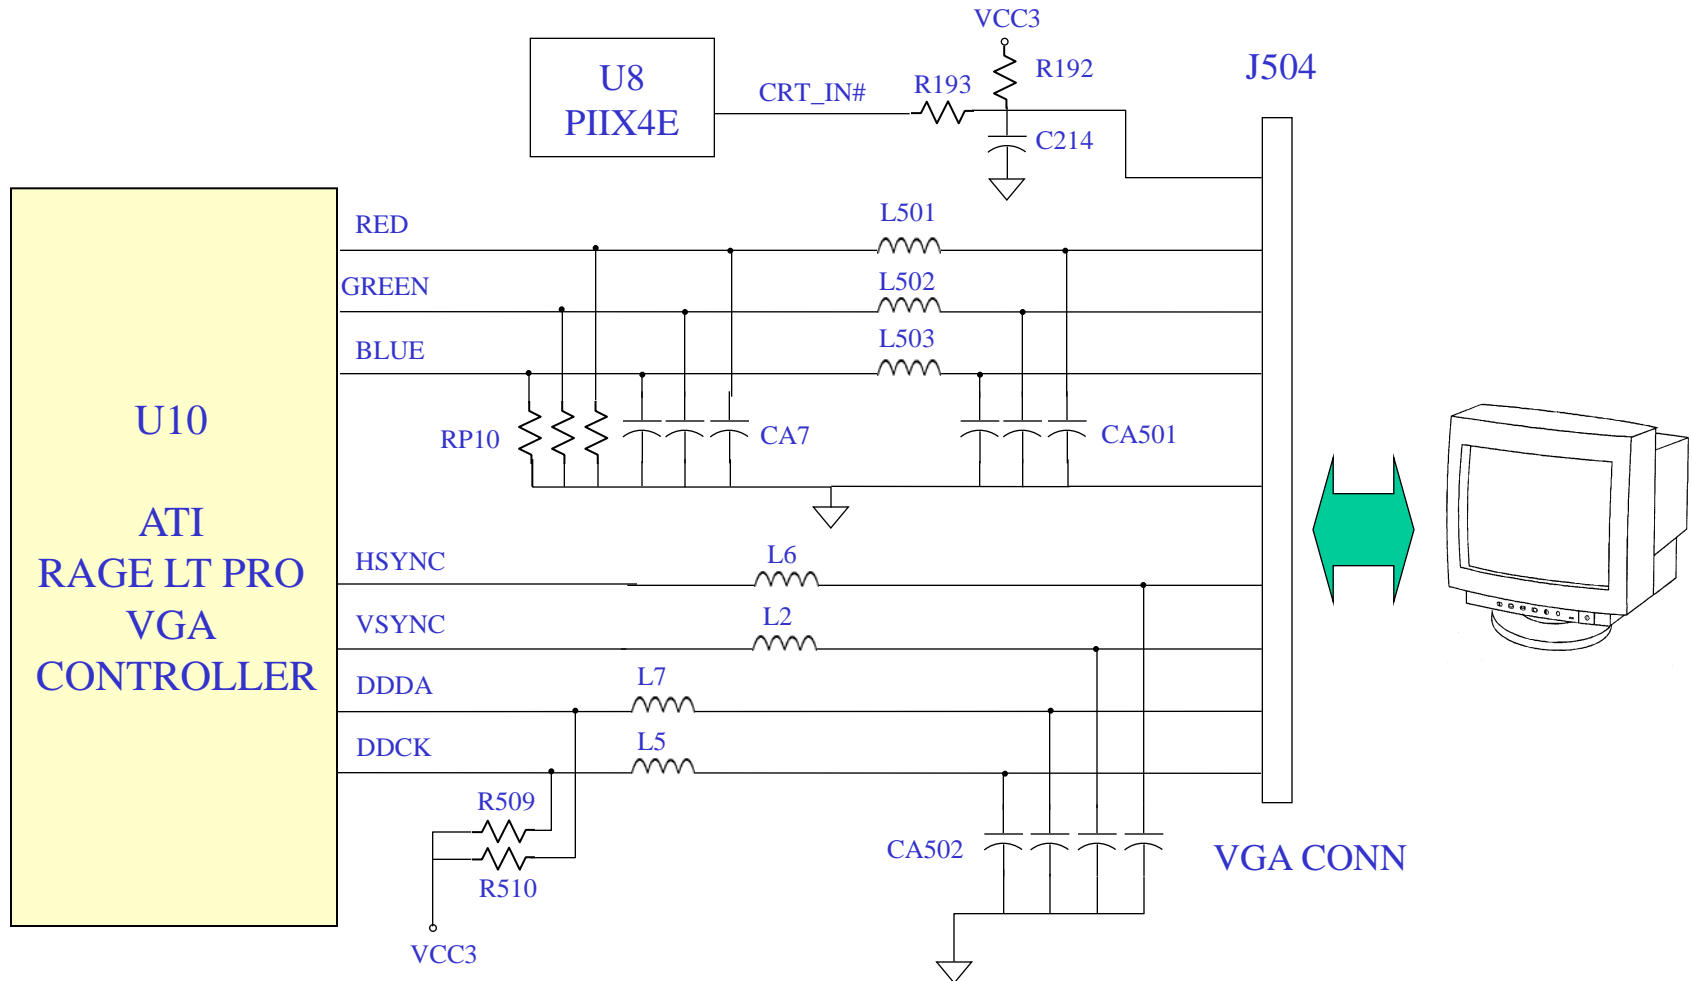 VCC3
U8
PIIX4E
CRT_IN#
R193
R192
C214
J504
RED
GREEN
BLUE
L501
L502
L503
U10
ATI
RAGE LT PRO
VGA
CONTROLLER
RP10
CA7
CA501
HSYNC
VSYNC
DDDA
DDCK
L6
L2
L7
L5
R509
R510
VCC3
CA502
VGA CONN